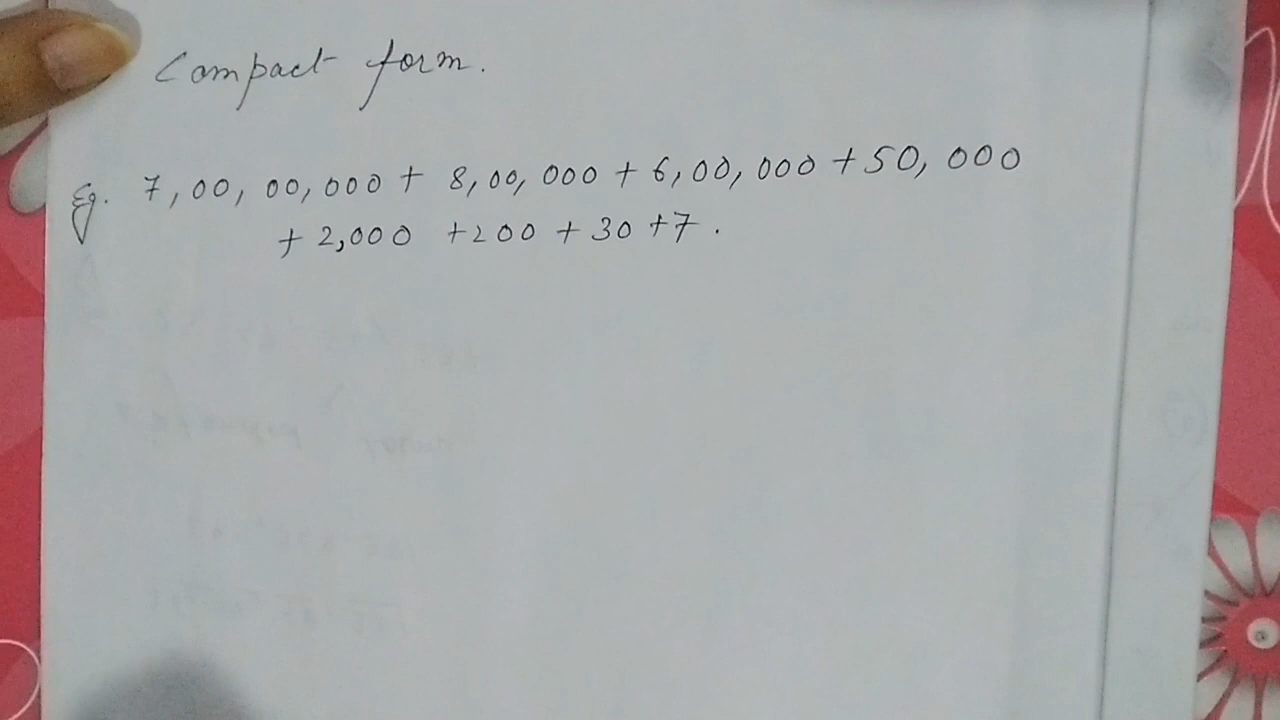 Compact form.
Eg. 7,00,00,000 + 8,00,000 + 6,00,000 + 50,000
+ 2,000 + 200 + 30 + 7.